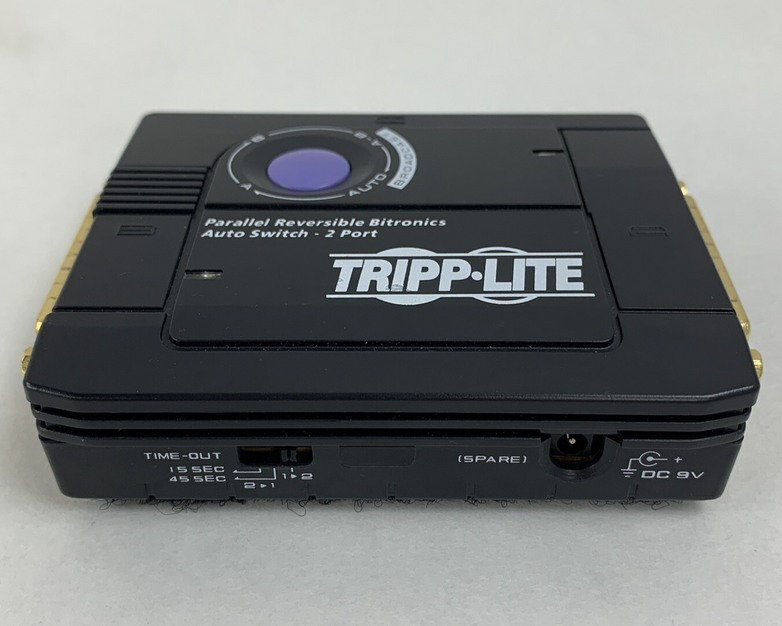 B
B-A
BROADCAST
A
AUTO
Parallel Reversible Bitronics
Auto Switch - 2 Port
TRIPP·LITE
TIME-OUT
15 SEC
45 SEC
1▸2
2▸1
(SPARE)
+
DC 9V